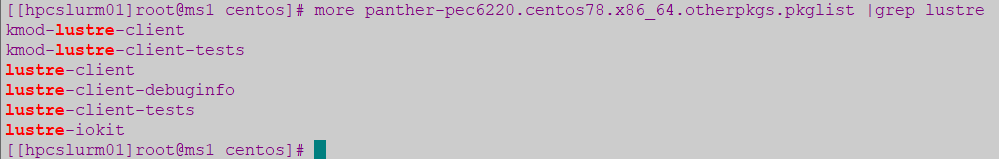 [[hpcslurm01]root@ms1 centos]# more panther-pec6220.centos78.x86_64.otherpkgs.pkglist |grep lustre
kmod-lustre-client
kmod-lustre-client-tests
lustre-client
lustre-client-debuginfo
lustre-client-tests
lustre-iokit
[[hpcslurm01]root@ms1 centos]#